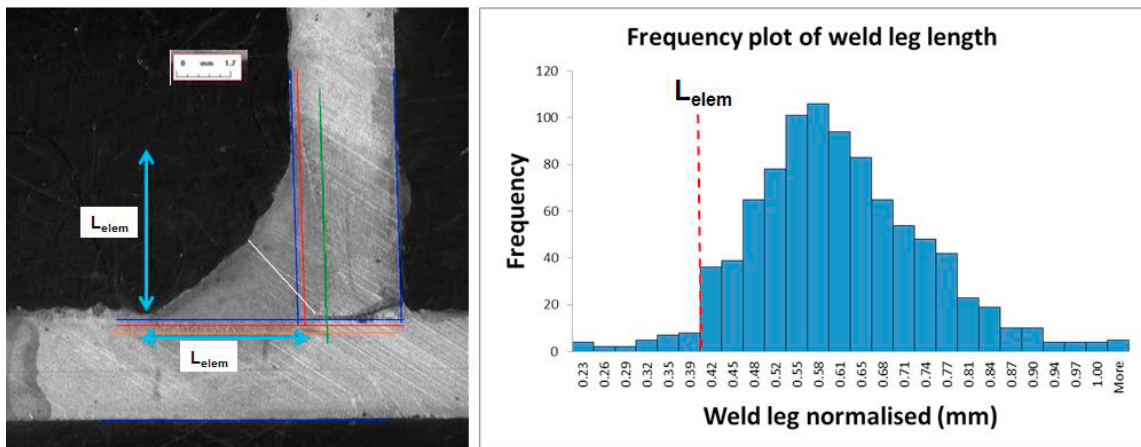 0 mm 1.7
L elem
L elem
Frequency plot of weld leg length
L elem
Frequency
120
100
80
60
40
20
0
0.23 0.26 0.29 0.32 0.35 0.39 0.42 0.45 0.48 0.52 0.55 0.58 0.61 0.65 0.68 0.71 0.74 0.77 0.81 0.84 0.87 0.90 0.94 0.97 1.00 More
Weld leg normalised (mm)